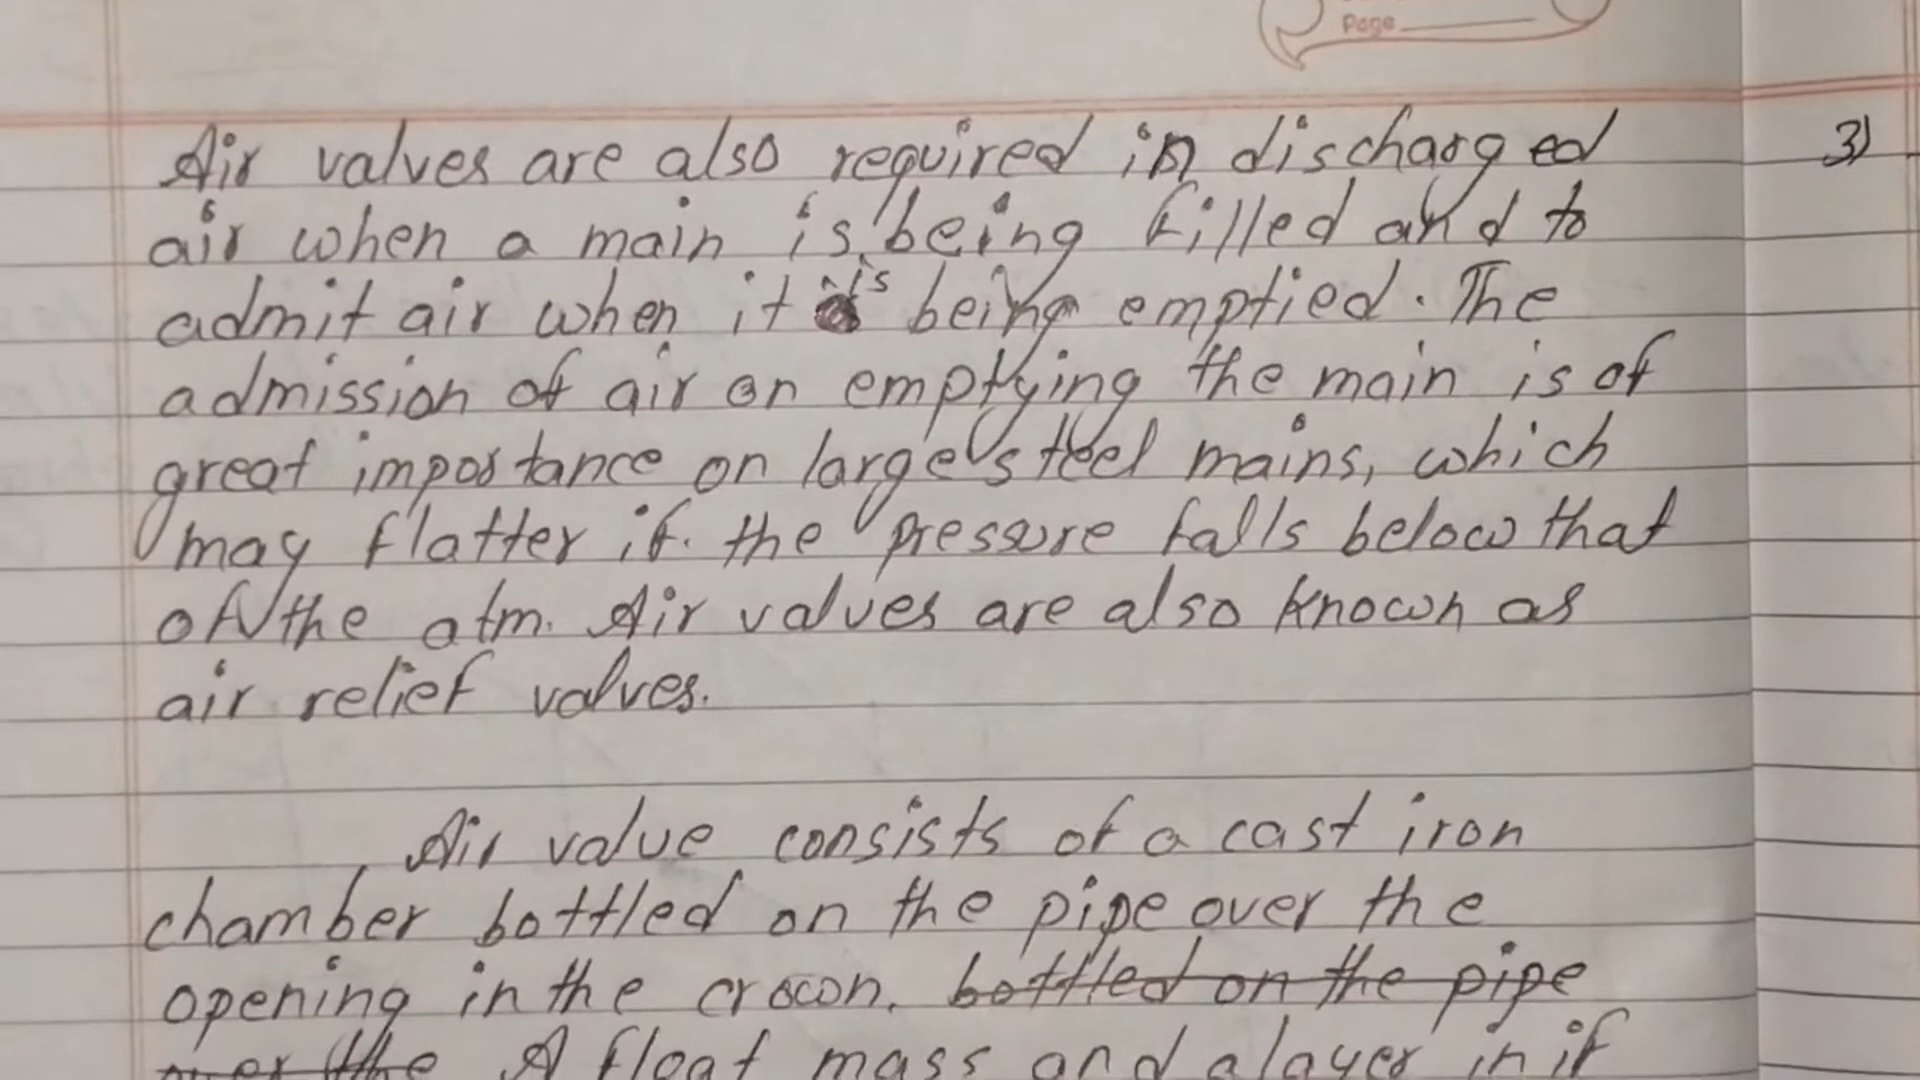 Page
Air valves are also required in discharged
3)
air when a main is being filled and to
admit air when it is being emptied. The
admission of air on emptying the main is of
great importance on large steel mains, which
may flatter if. the pressure falls below that
of the atm. Air valves are also known as
air relief valves.
Air value consists of a cast iron
chamber bottled on the pipe over the
opening in the crown. bottled on the pipe
over the A float mass and a layer in it